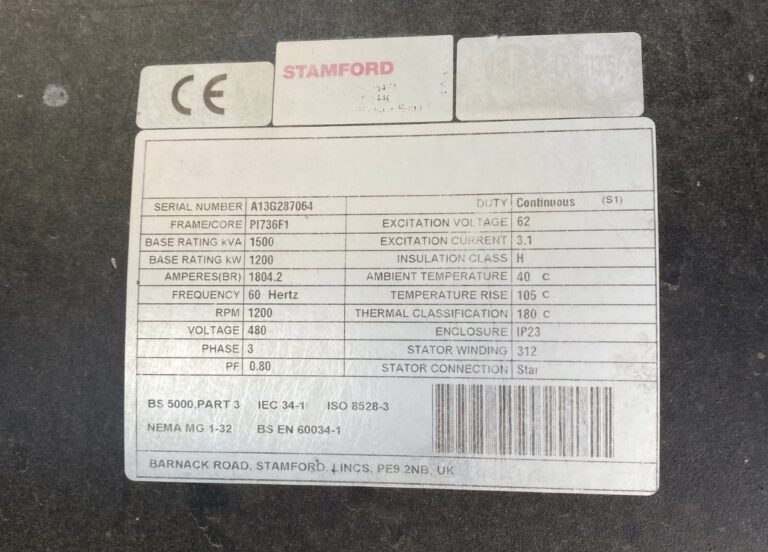 CE
STAMFORD
SERIAL NUMBER A13G287064 DUTY Continuous (S1)
FRAME/CORE PI736F1 EXCITATION VOLTAGE 62
BASE RATING kVA 1500 EXCITATION CURRENT 3.1
BASE RATING kW 1200 INSULATION CLASS H
AMPERES(BR) 1804.2 AMBIENT TEMPERATURE 40 C
FREQUENCY 60 Hertz TEMPERATURE RISE 105 C
RPM 1200 THERMAL CLASSIFICATION 180 C
VOLTAGE 480 ENCLOSURE IP23
PHASE 3 STATOR WINDING 312
PF 0.80 STATOR CONNECTION Star
BS 5000,PART 3 IEC 34-1 ISO 8528-3
NEMA MG 1-32 BS EN 60034-1
BARNACK ROAD, STAMFORD, LINCS, PE9 2NB, UK